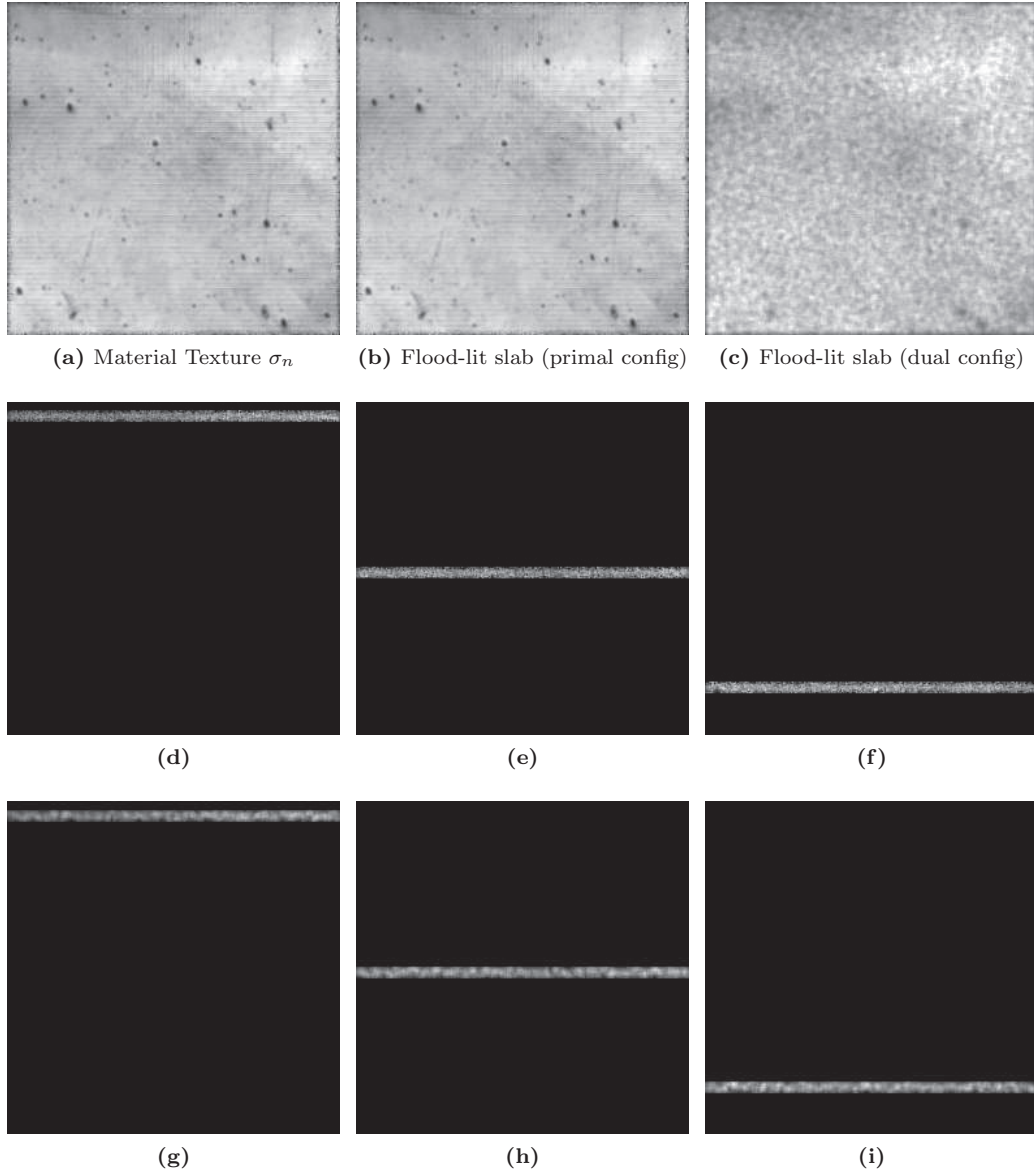 (a) Material Texture σn
(b) Flood-lit slab (primal config)
(c) Flood-lit slab (dual config)
(d)
(e)
(f)
(g)
(h)
(i)